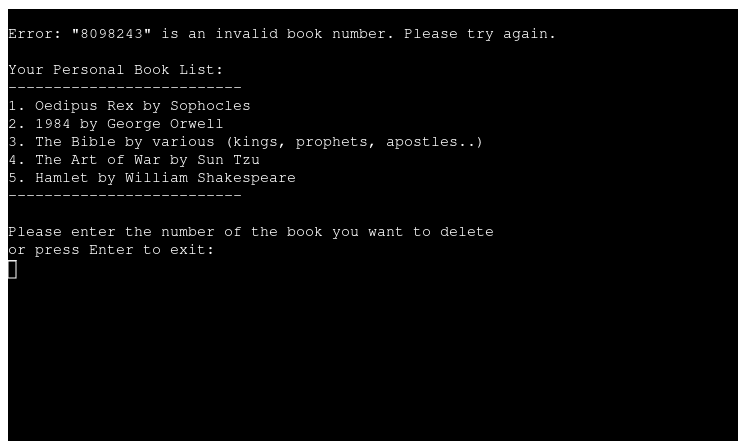 Error: "8098243" is an invalid book number. Please try again.
Your Personal Book List:
--------------------------
1. Oedipus Rex by Sophocles
2. 1984 by George Orwell
3. The Bible by various (kings, prophets, apostles..)
4. The Art of War by Sun Tzu
5. Hamlet by William Shakespeare
--------------------------
Please enter the number of the book you want to delete
or press Enter to exit: